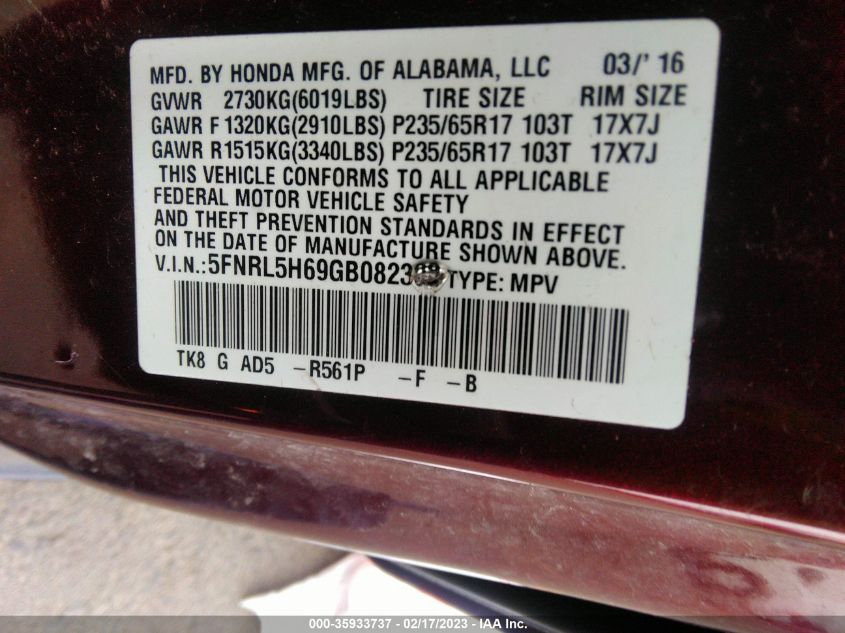 MFD. BY HONDA MFG. OF ALABAMA, LLC 03/' 16
GVWR 2730KG(6019LBS) TIRE SIZE RIM SIZE
GAWR F 1320KG(2910LBS) P235/65R17 103T 17X7J
GAWR R1515KG(3340LBS) P235/65R17 103T 17X7J
THIS VEHICLE CONFORMS TO ALL APPLICABLE
FEDERAL MOTOR VEHICLE SAFETY
AND THEFT PREVENTION STANDARDS IN EFFECT
ON THE DATE OF MANUFACTURE SHOWN ABOVE.
V.I.N.: TYPE: MPV
TK8 G AD5 -R561P -F -B
000-35933737 - 02/17/2023 - IAA Inc.